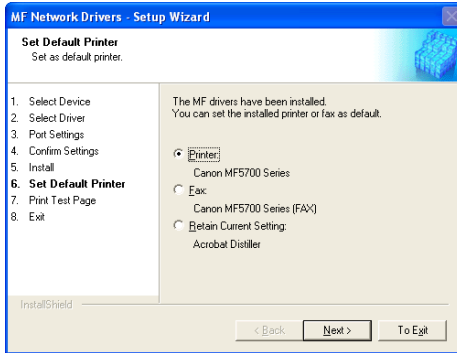 MF Network Drivers - Setup Wizard
Set Default Printer
Set as default printer.
1. Select Device
2. Select Driver
3. Port Settings
4. Confirm Settings
5. Install
6. Set Default Printer
7. Print Test Page
8. Exit
The MF drivers have been installed.
You can set the installed printer or fax as default.
Printer:
Canon MF5700 Series
Fax:
Canon MF5700 Series (FAX)
Retain Current Setting:
Acrobat Distiller
InstallShield
< Back
Next >
To Exit